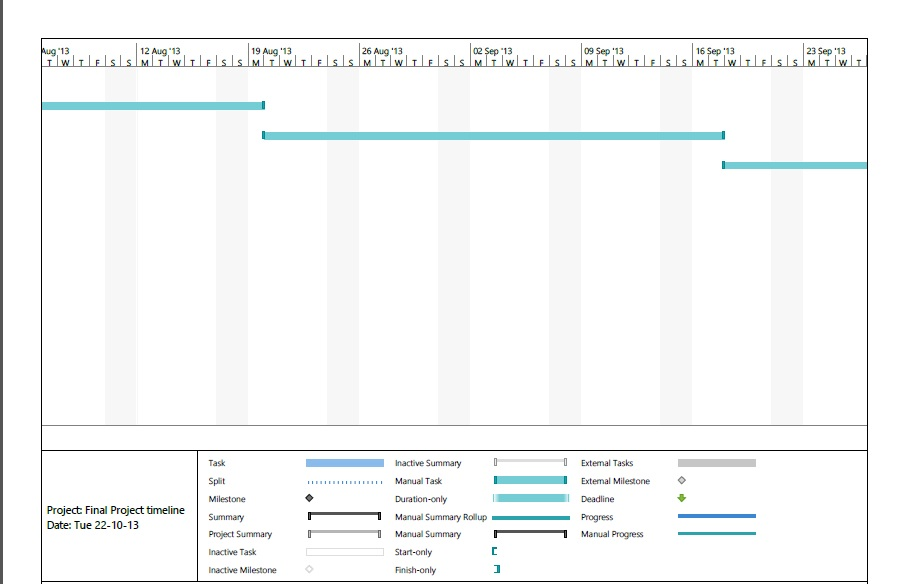 Aug '13 12 Aug '13 19 Aug '13 26 Aug '13 02 Sep '13 09 Sep '13 16 Sep '13 23 Sep '13
T W T F S S M T W T F S S M T W T F S S M T W T F S S M T W T F S S M T W T F S S M T W T F S S M T W T
Task Inactive Summary External Tasks
Split Manual Task External Milestone
Milestone Duration-only Deadline
Summary Manual Summary Rollup Progress
Project Summary Manual Summary Manual Progress
Inactive Task Start-only
Inactive Milestone Finish-only
Project: Final Project timeline
Date: Tue 22-10-13